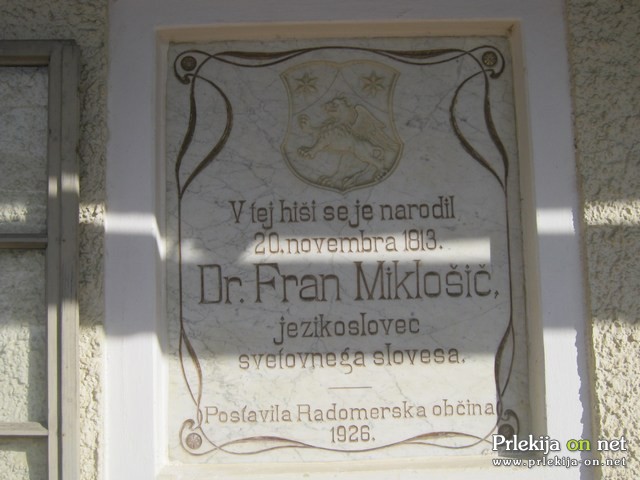 V tej hiši se je narodil
20. novembra 1813.
Dr. Fran Miklošič,
jezikoslovec
svetovnega slovesa.
Postavila Radomerska občina
1926.
Prlekija on net
www.prlekija-on.net